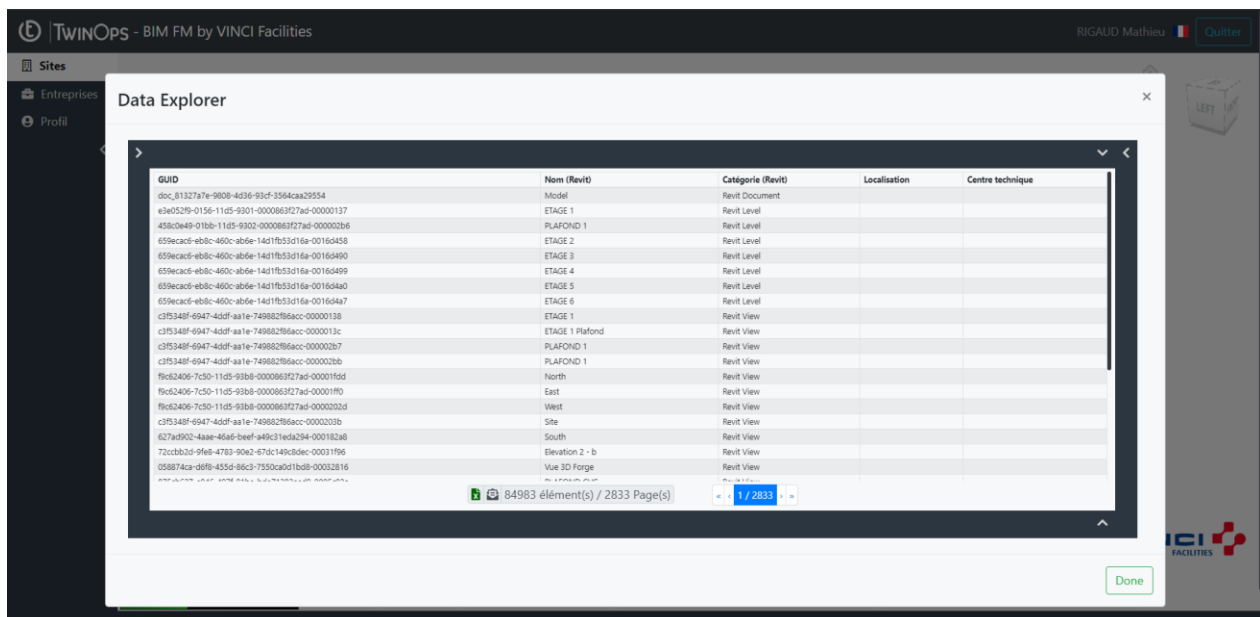 TWINOPS - BIM FM by VINCI Facilities
RIGAUD Mathieu Quitter
Sites
Entreprises
Profil
LEFT
Data Explorer ×
GUID Nom (Revit) Catégorie (Revit) Localisation Centre technique
doc_81327a7e-9808-4d36-93cf-3564caa29554 Model Revit Document
e3e052f9-0156-11d5-9301-0000863f27ad-00000137 ETAGE 1 Revit Level
458c0e49-01bb-11d5-9302-0000863f27ad-000002b6 PLAFOND 1 Revit Level
659ecac6-eb8c-460c-ab6e-14d1fb53d16a-0016d458 ETAGE 2 Revit Level
659ecac6-eb8c-460c-ab6e-14d1fb53d16a-0016d490 ETAGE 3 Revit Level
659ecac6-eb8c-460c-ab6e-14d1fb53d16a-0016d499 ETAGE 4 Revit Level
659ecac6-eb8c-460c-ab6e-14d1fb53d16a-0016d4a0 ETAGE 5 Revit Level
659ecac6-eb8c-460c-ab6e-14d1fb53d16a-0016d4a7 ETAGE 6 Revit Level
c3f5348f-6947-4ddf-aa1e-749882f86acc-00000138 ETAGE 1 Revit View
c3f5348f-6947-4ddf-aa1e-749882f86acc-0000013c ETAGE 1 Plafond Revit View
c3f5348f-6947-4ddf-aa1e-749882f86acc-000002b7 PLAFOND 1 Revit View
c3f5348f-6947-4ddf-aa1e-749882f86acc-000002bb PLAFOND 1 Revit View
f9c62406-7c50-11d5-93b8-0000863f27ad-00001fdd North Revit View
f9c62406-7c50-11d5-93b8-0000863f27ad-00001ff0 East Revit View
f9c62406-7c50-11d5-93b8-0000863f27ad-0000202d West Revit View
c3f5348f-6947-4ddf-aa1e-749882f86acc-0000203b Site Revit View
627ad902-4aae-46a6-beef-a49c31eda294-000182a8 South Revit View
72ccbb2d-9fe8-4783-90e2-67dc149c8dec-00031f96 Elevation 2 - b Revit View
058874ca-d6f8-455d-86c3-7550ca0d1bd8-00032816 Vue 3D Forge Revit View
84983 élément(s) / 2833 Page(s) « ‹ 1 / 2833 › »
FACILITIES
Done